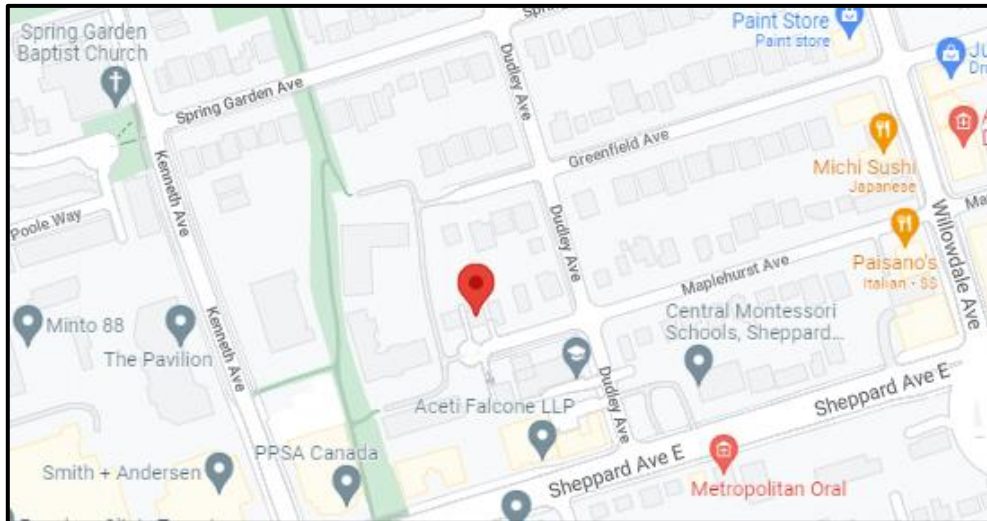 Spring Garden
Baptist Church
Spring Garden Ave
Dudley Ave
Paint Store
Paint store
Greenfield Ave
Michi Sushi
Japanese
Kenneth Ave
Poole Way
Dudley Ave
Willowdale Ave
Maplehurst Ave
Paisano's
Italian · $$
Minto 88
The Pavilion
Kenneth Ave
Central Montessori
Schools, Sheppard...
Aceti Falcone LLP
Dudley Ave
Sheppard Ave E
PPSA Canada
Smith + Andersen
Sheppard Ave E
Metropolitan Oral